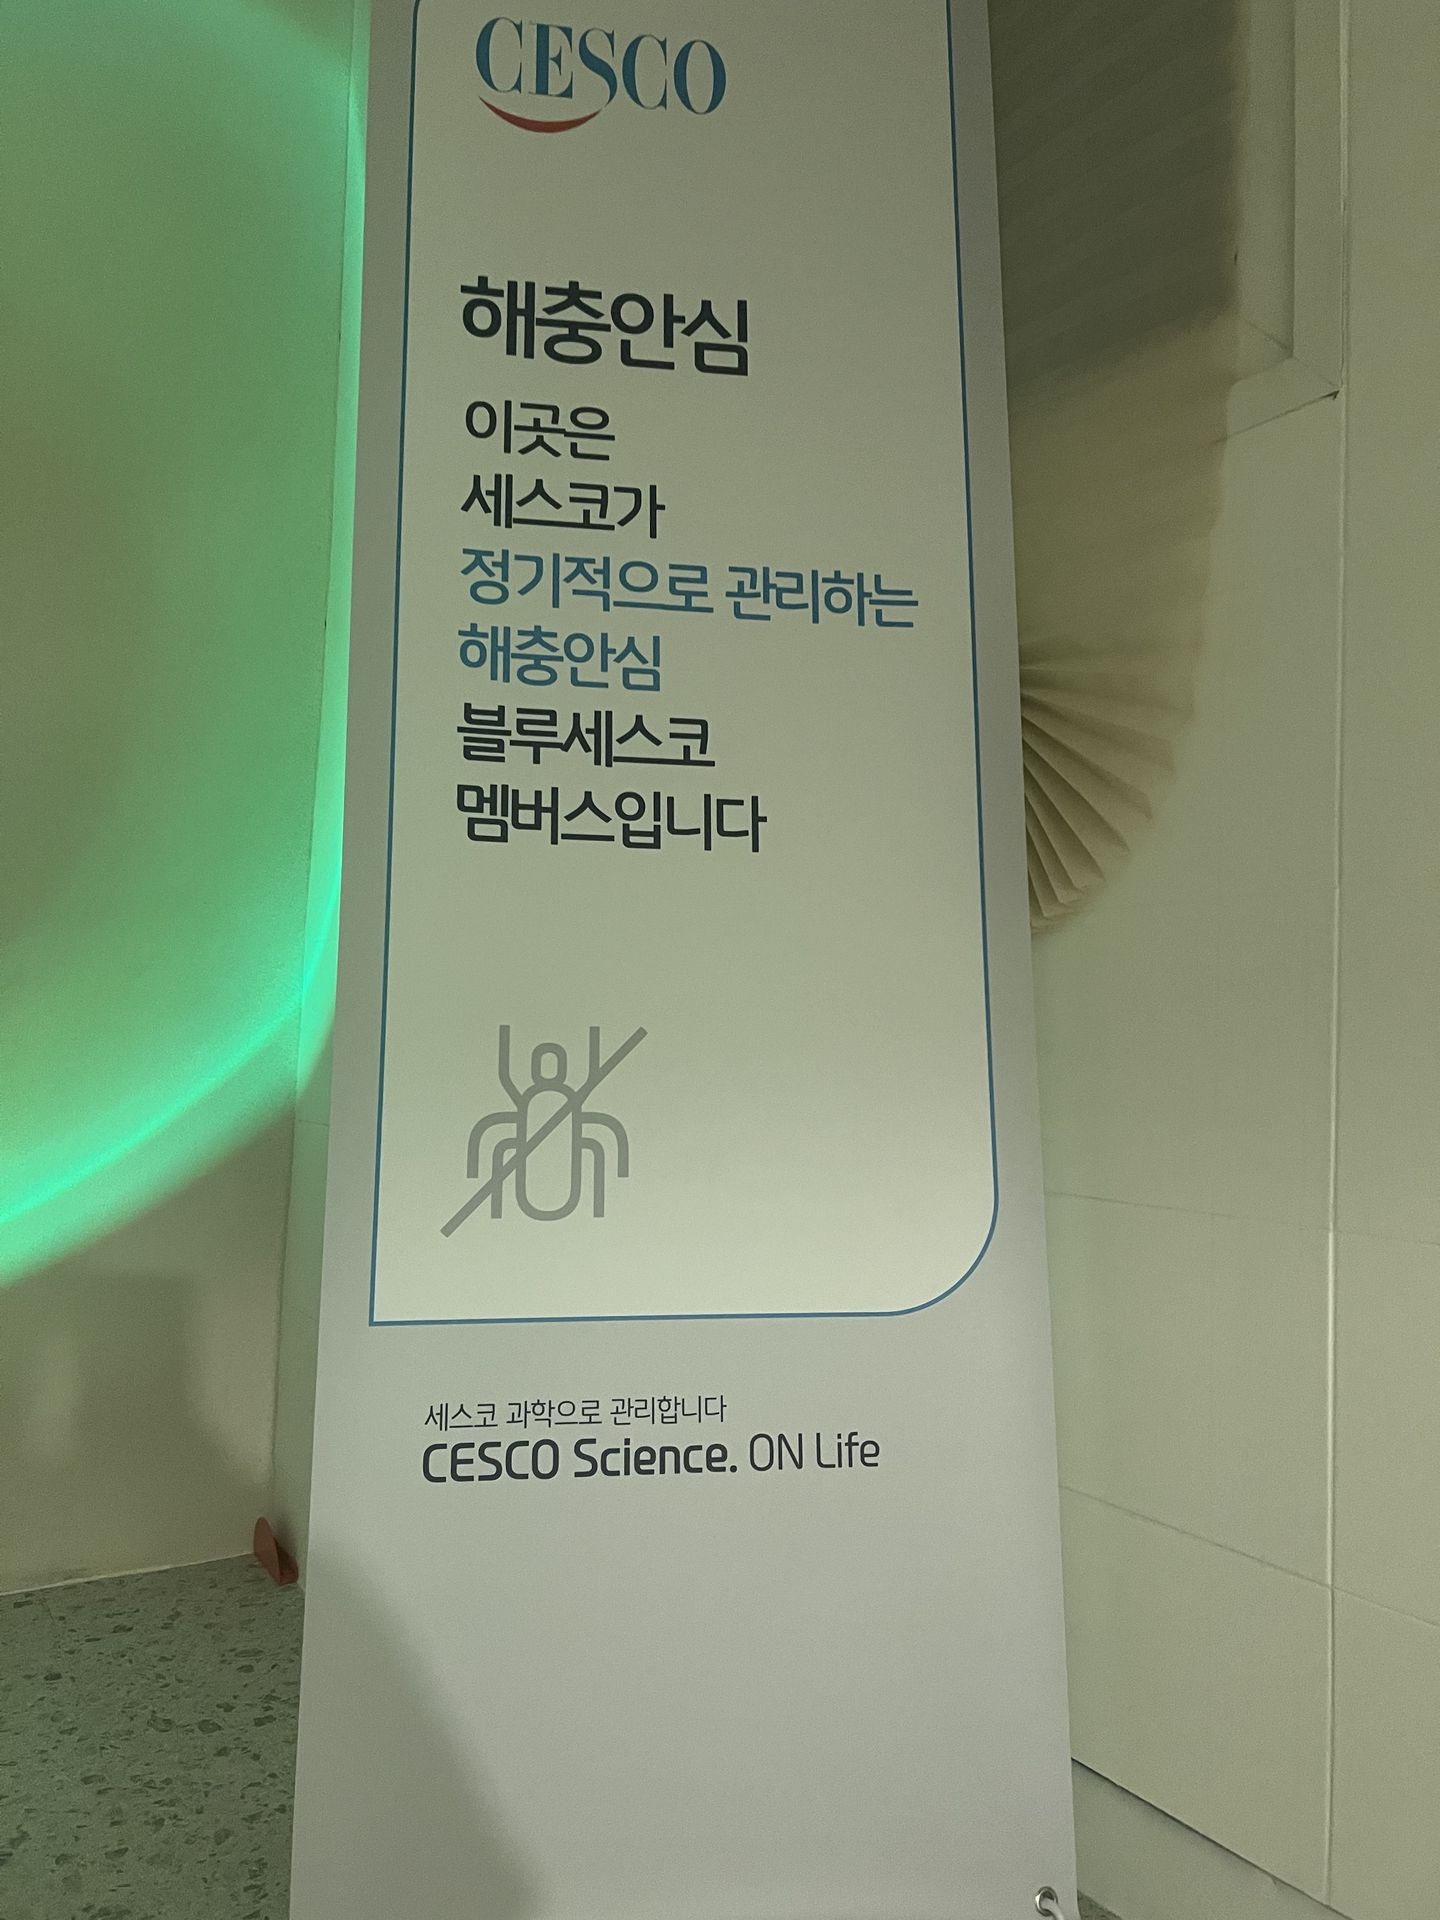 CESCO
해충안심
이곳은
세스코가
정기적으로 관리하는
해충안심
블루세스코
멤버스입니다
세스코 과학으로 관리합니다
CESCO Science. ON Life